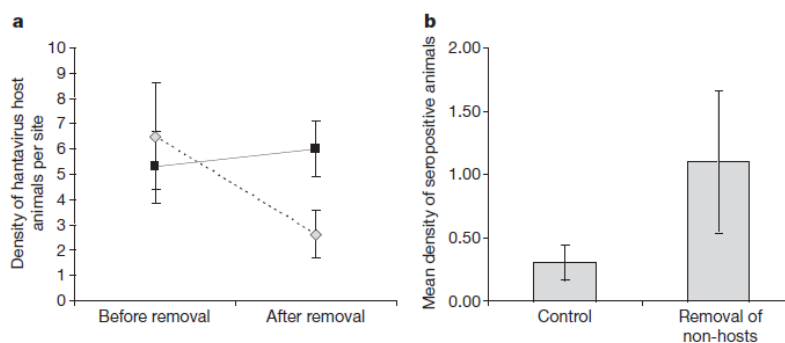 a
10
9
8
7
6
5
4
3
2
1
0
Density of hantavirus host
animals per site
Before removal
After removal
b
2.00
1.50
1.00
0.50
0.00
Mean density of seropositive animals
Control
Removal of
non-hosts